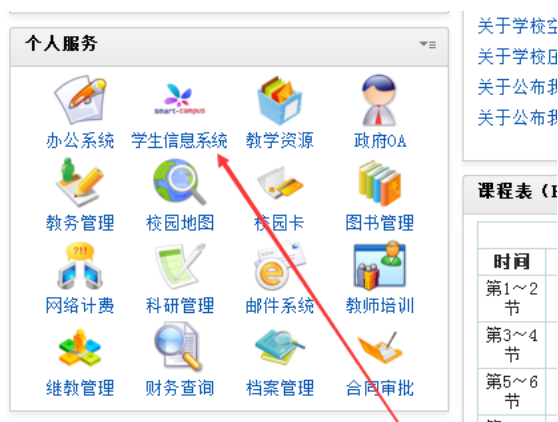 个人服务
smart-campus
办公系统 学生信息系统 教学资源 政府OA
教务管理 校园地图 校园卡 图书管理
?!!
网络计费 科研管理 邮件系统 教师培训
继教管理 财务查询 档案管理 合同审批
关于学校
关于学校
关于公布
关于公布
课程表（
时间
第1～2
节
第3～4
节
第5～6
节